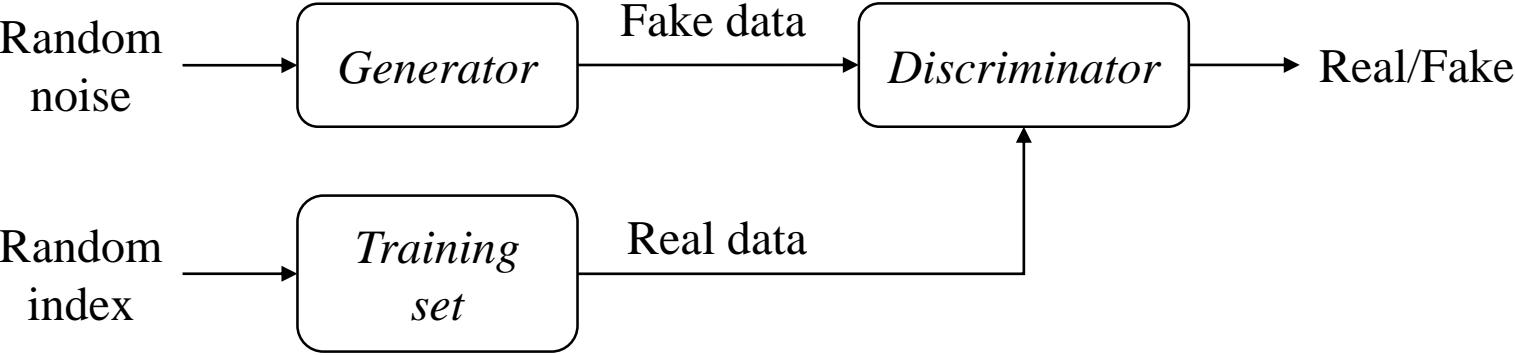 Random
noise
Generator
Fake data
Discriminator
Real/Fake
Random
index
Training
set
Real data